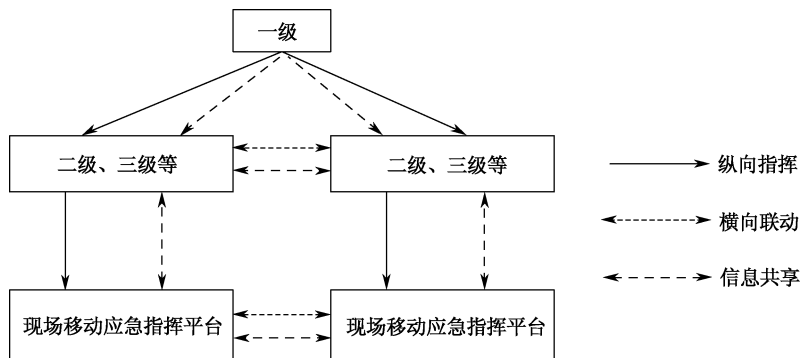 一级
二级、三级等
二级、三级等
纵向指挥
横向联动
信息共享
现场移动应急指挥平台
现场移动应急指挥平台